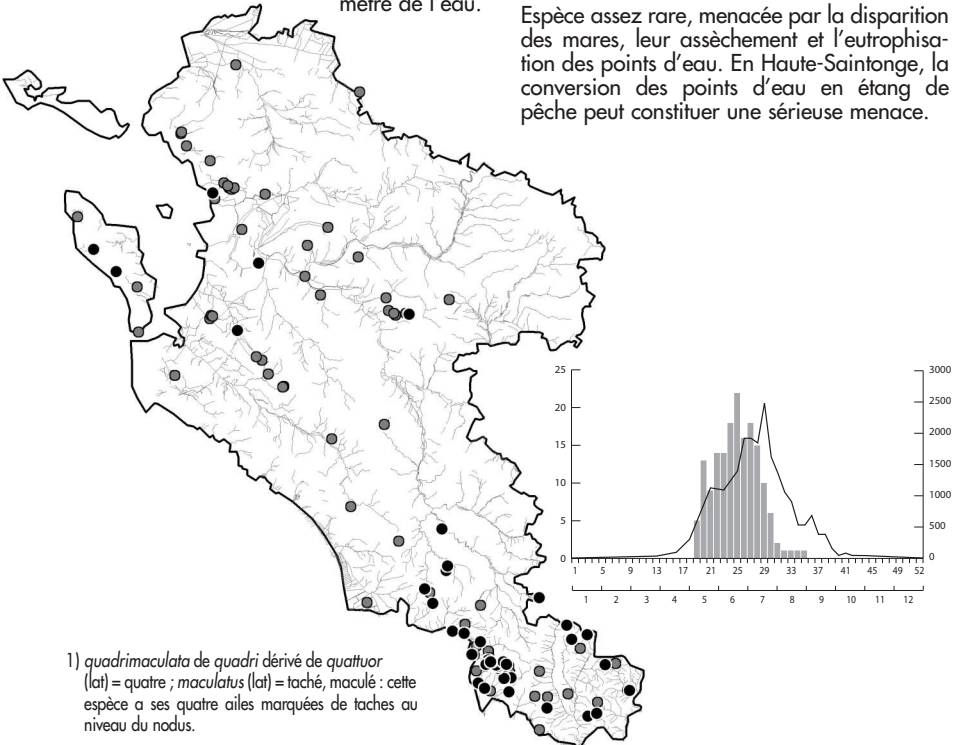 mètre de l'eau.
Espèce assez rare, menacée par la disparition
des mares, leur assèchement et l'eutrophisa-
tion des points d'eau. En Haute-Saintonge, la
conversion des points d'eau en étang de
pêche peut constituer une sérieuse menace.
25
20
15
10
5
0
3000
2500
2000
1500
1000
500
0
1 5 9 13 17 21 25 29 33 37 41 45 49 52
1 2 3 4 5 6 7 8 9 10 11 12
1) quadrimaculata de quadri dérivé de quattuor
(lat) = quatre ; maculatus (lat) = taché, maculé : cette
espèce a ses quatre ailes marquées de taches au
niveau du nodus.